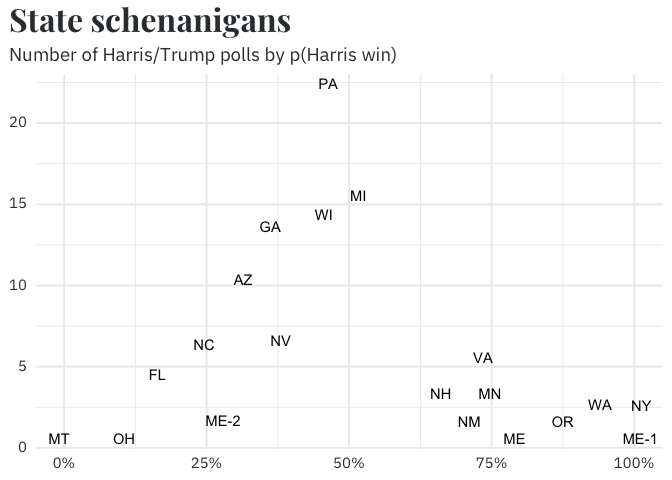 State schenanigans
Number of Harris/Trump polls by p(Harris win)
PA
20
MI
15
WI
GA
10
AZ
NV
NC
VA
5
FL
NH
MN
WA
NY
ME-2
NM
OR
MT
OH
ME
ME-1
0
0%
25%
50%
75%
100%